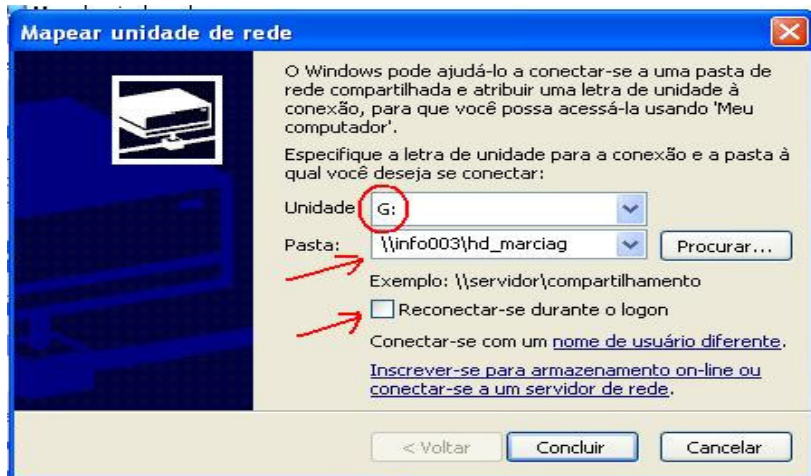 Mapear unidade de rede
O Windows pode ajudá-lo a conectar-se a uma pasta de
rede compartilhada e atribuir uma letra de unidade à
conexão, para que você possa acessá-la usando 'Meu
computador'.
Especifique a letra de unidade para a conexão e a pasta à
qual você deseja se conectar:
Unidade G:
Pasta: \\info003\hd_marciag Procurar...
Exemplo: \\servidor\compartilhamento
Reconectar-se durante o logon
Conectar-se com um nome de usuário diferente.
Inscrever-se para armazenamento on-line ou
conectar-se a um servidor de rede.
< Voltar Concluir Cancelar